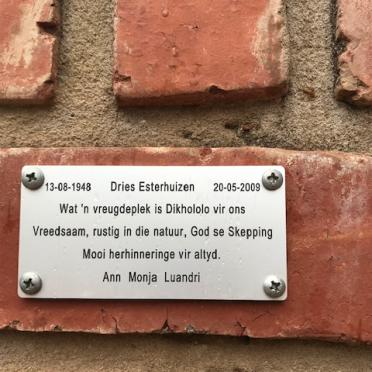 13-08-1948 Dries Esterhuizen 20-05-2009
Wat 'n vreugdeplek is Dikhololo vir ons
Vreedsaam, rustig in die natuur, God se Skepping
Mooi herhinneringe vir altyd.
Ann Monja Luandri